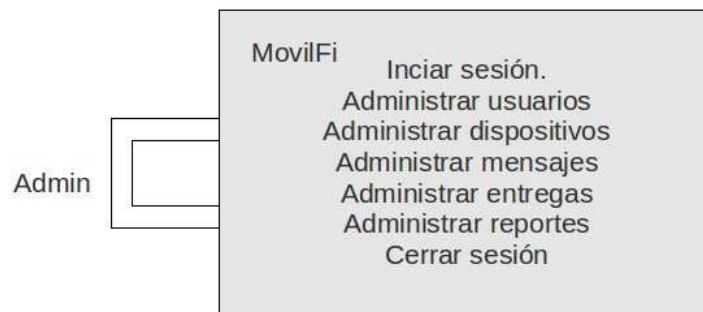 MovilFi
Inciar sesión.
Administrar usuarios
Administrar dispositivos
Administrar mensajes
Admin
Administrar entregas
Administrar reportes
Cerrar sesión